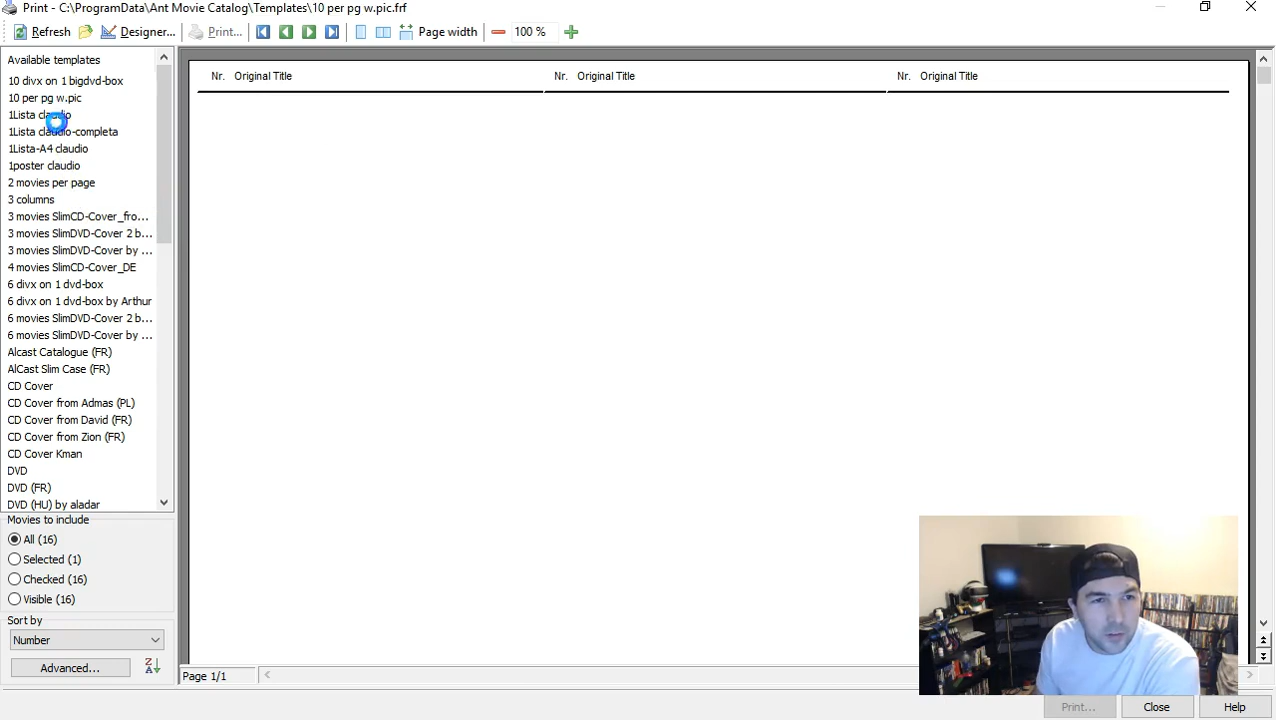 Print - C:\ProgramData\Ant Movie Catalog\Templates\10 per pg w.pic.frf
Refresh Designer... Print... Page width 100 %
Available templates
10 divx on 1 bigdvd-box
10 per pg w.pic
1Lista claudio
1Lista claudio-completa
1Lista-A4 claudio
1poster claudio
2 movies per page
3 columns
3 movies SlimCD-Cover_fro...
3 movies SlimDVD-Cover 2 b...
3 movies SlimDVD-Cover by ...
4 movies SlimCD-Cover_DE
6 divx on 1 dvd-box
6 divx on 1 dvd-box by Arthur
6 movies SlimDVD-Cover 2 b...
6 movies SlimDVD-Cover by ...
Alcast Catalogue (FR)
AlCast Slim Case (FR)
CD Cover
CD Cover from Admas (PL)
CD Cover from David (FR)
CD Cover from Zion (FR)
CD Cover Kman
DVD
DVD (FR)
DVD (HU) by aladar
Movies to include
All (16)
Selected (1)
Checked (16)
Visible (16)
Sort by
Number
Advanced... Z A
Nr. Original Title Nr. Original Title Nr. Original Title
Page 1/1
Print... Close Help